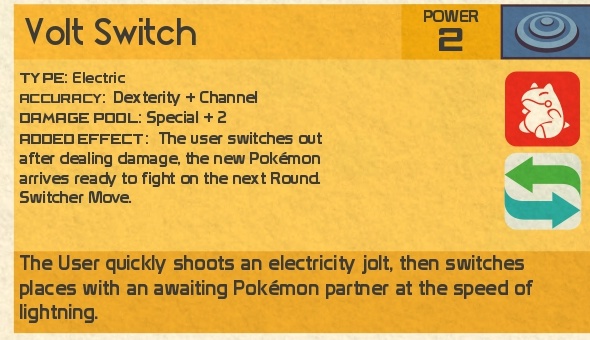 Volt Switch
POWER
2
TYPE: Electric
ACCURACY: Dexterity + Channel
DAMAGE POOL: Special + 2
ADDED EFFECT: The user switches out
after dealing damage, the new Pokémon
arrives ready to fight on the next Round.
Switcher Move.
The User quickly shoots an electricity jolt, then switches
places with an awaiting Pokémon partner at the speed of
lightning.